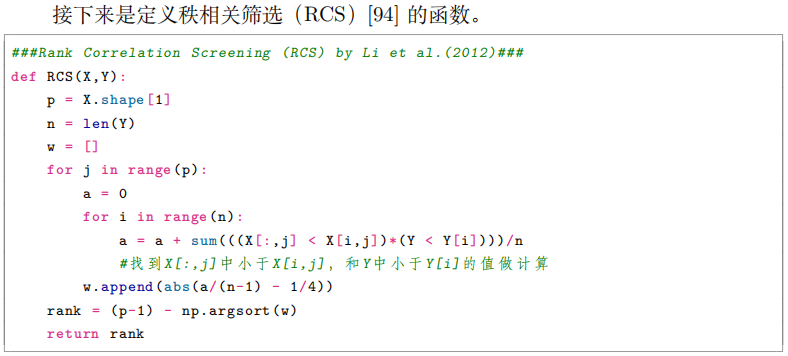 接下来是定义秩相关筛选（RCS）[94] 的函数。
###Rank Correlation Screening (RCS) by Li et al.(2012)###
def RCS(X,Y):
    p = X.shape[1]
    n = len(Y)
    w = []
    for j in range(p):
        a = 0
        for i in range(n):
            a = a + sum(((X[:,j] < X[i,j])*(Y < Y[i])))/n
            #找到X[:,j]中小于X[i,j]，和Y中小于Y[i]的值做计算
        w.append(abs(a/(n-1) - 1/4))
    rank = (p-1) - np.argsort(w)
    return rank